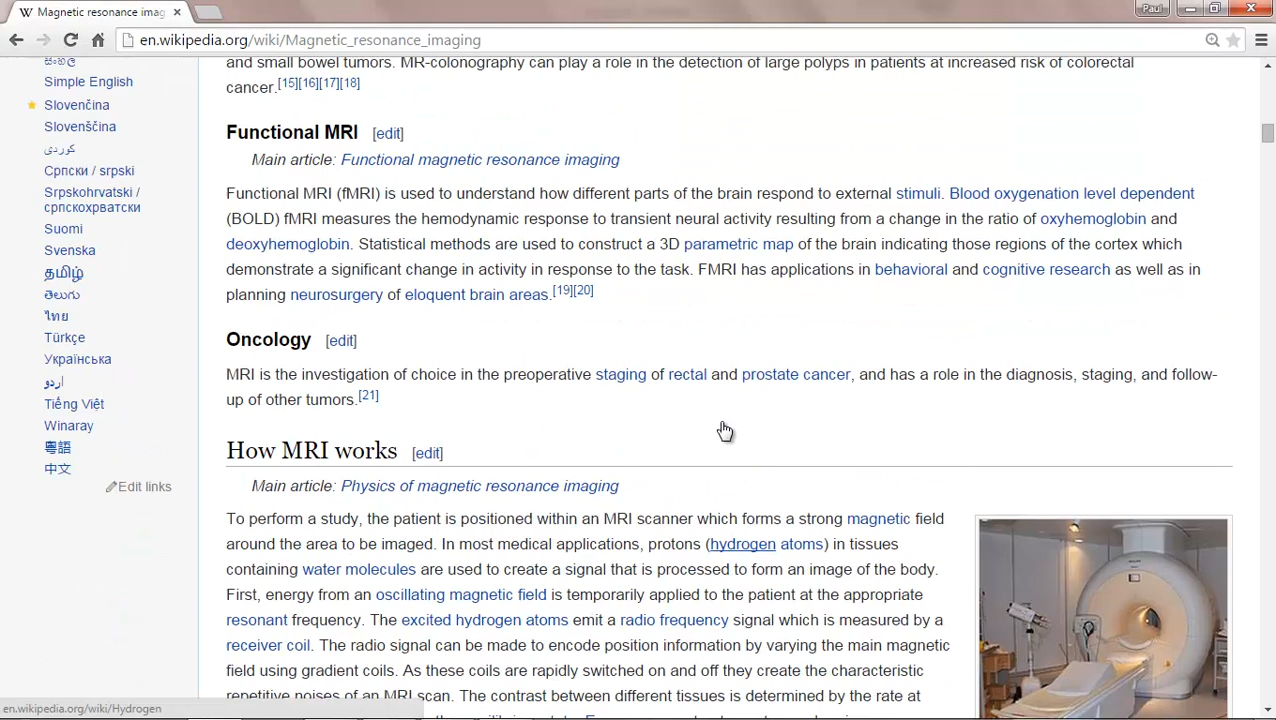 Magnetic resonance imag
Paul
en.wikipedia.org/wiki/Magnetic_resonance_imaging
සිංහල
Simple English
Slovenčina
Slovenščina
کوردی
Српски / srpski
Srpskohrvatski /
српскохрватски
Suomi
Svenska
தமிழ்
తెలుగు
ไทย
Türkçe
Українська
اردو
Tiếng Việt
Winaray
粵語
中文
Edit links
and small bowel tumors. MR-colonography can play a role in the detection of large polyps in patients at increased risk of colorectal
cancer.[15][16][17][18]
Functional MRI [edit]
Main article: Functional magnetic resonance imaging
Functional MRI (fMRI) is used to understand how different parts of the brain respond to external stimuli. Blood oxygenation level dependent
(BOLD) fMRI measures the hemodynamic response to transient neural activity resulting from a change in the ratio of oxyhemoglobin and
deoxyhemoglobin. Statistical methods are used to construct a 3D parametric map of the brain indicating those regions of the cortex which
demonstrate a significant change in activity in response to the task. FMRI has applications in behavioral and cognitive research as well as in
planning neurosurgery of eloquent brain areas.[19][20]
Oncology [edit]
MRI is the investigation of choice in the preoperative staging of rectal and prostate cancer, and has a role in the diagnosis, staging, and follow-
up of other tumors.[21]
How MRI works [edit]
Main article: Physics of magnetic resonance imaging
To perform a study, the patient is positioned within an MRI scanner which forms a strong magnetic field
around the area to be imaged. In most medical applications, protons (hydrogen atoms) in tissues
containing water molecules are used to create a signal that is processed to form an image of the body.
First, energy from an oscillating magnetic field is temporarily applied to the patient at the appropriate
resonant frequency. The excited hydrogen atoms emit a radio frequency signal which is measured by a
receiver coil. The radio signal can be made to encode position information by varying the main magnetic
field using gradient coils. As these coils are rapidly switched on and off they create the characteristic
repetitive noises of an MRI scan. The contrast between different tissues is determined by the rate at
en.wikipedia.org/wiki/Hydrogen